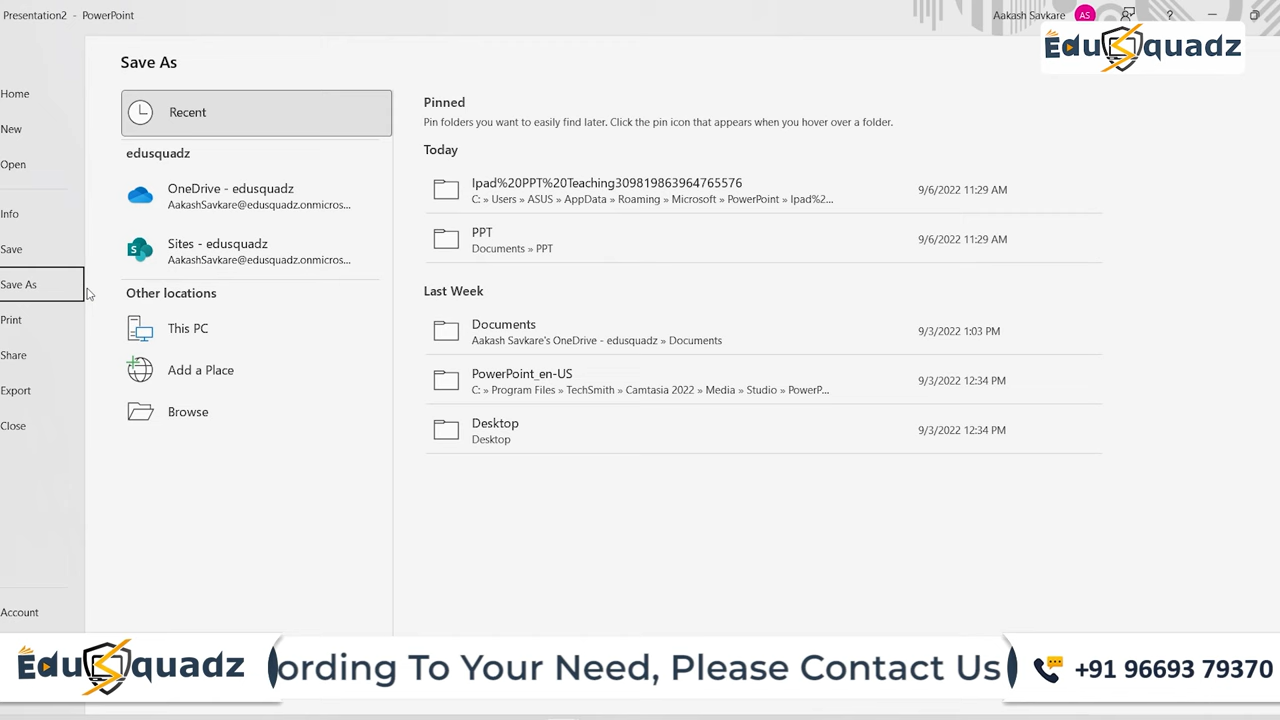 Presentation2 - PowerPoint
Aakash Savkare AS ?
EduSquadz
Save As
Home
New
Open
Info
Save
Save As
Print
Share
Export
Close
Account
Recent
edusquadz
OneDrive - edusquadz
AakashSavkare@edusquadz.onmicros...
Sites - edusquadz
AakashSavkare@edusquadz.onmicros...
Other locations
This PC
Add a Place
Browse
Pinned
Pin folders you want to easily find later. Click the pin icon that appears when you hover over a folder.
Today
Ipad%20PPT%20Teaching309819863964765576
C: » Users » ASUS » AppData » Roaming » Microsoft » PowerPoint » Ipad%2...
9/6/2022 11:29 AM
PPT
Documents » PPT
9/6/2022 11:29 AM
Last Week
Documents
Aakash Savkare's OneDrive - edusquadz » Documents
9/3/2022 1:03 PM
PowerPoint_en-US
C: » Program Files » TechSmith » Camtasia 2022 » Media » Studio » PowerP...
9/3/2022 12:34 PM
Desktop
Desktop
9/3/2022 12:34 PM
EduSquadz
ording To Your Need, Please Contact Us
+91 96693 79370